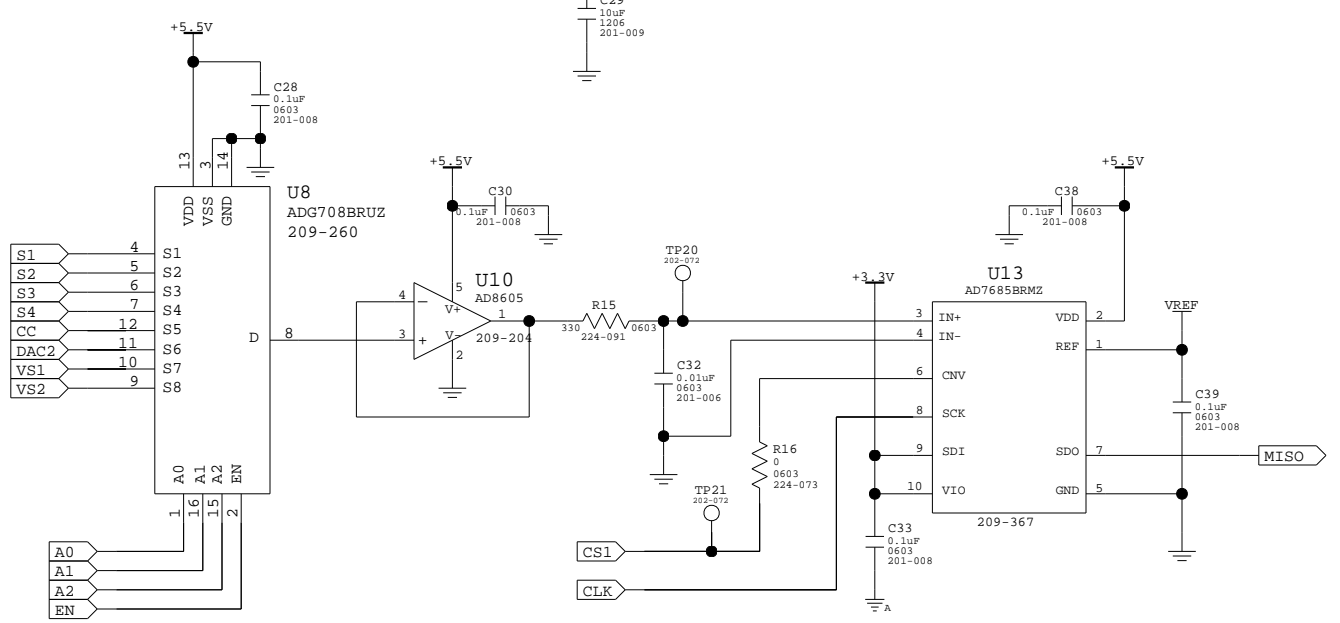 C29
10uF
1206
201-009
+5.5V
C28
0.1uF
0603
201-008
13
3
14
VDD
VSS
GND
U8
ADG708BRUZ
209-260
S1 4 S1
S2 5 S2
S3 6 S3
S4 7 S4
CC 12 S5
DAC2 11 S6
VS1 10 S7
VS2 9 S8
D 8
A0
A1
A2
EN
1
16
15
2
A0
A1
A2
EN
+5.5V
C30
0.1uF 0603
201-008
U10
AD8605
209-204
4 −
3 +
5
V+
V-
2
1
R15
330 0603
224-091
TP20
202-072
C32
0.01uF
0603
201-006
R16
0
0603
224-073
TP21
202-072
CS1
CLK
+3.3V
C33
0.1uF
0603
201-008
A
+5.5V
C38
0.1uF 0603
201-008
U13
AD7685BRMZ
3 IN+
4 IN-
6 CNV
8 SCK
9 SDI
10 VIO
VDD 2
REF 1
SDO 7
GND 5
209-367
VREF
C39
0.1uF
0603
201-008
MISO